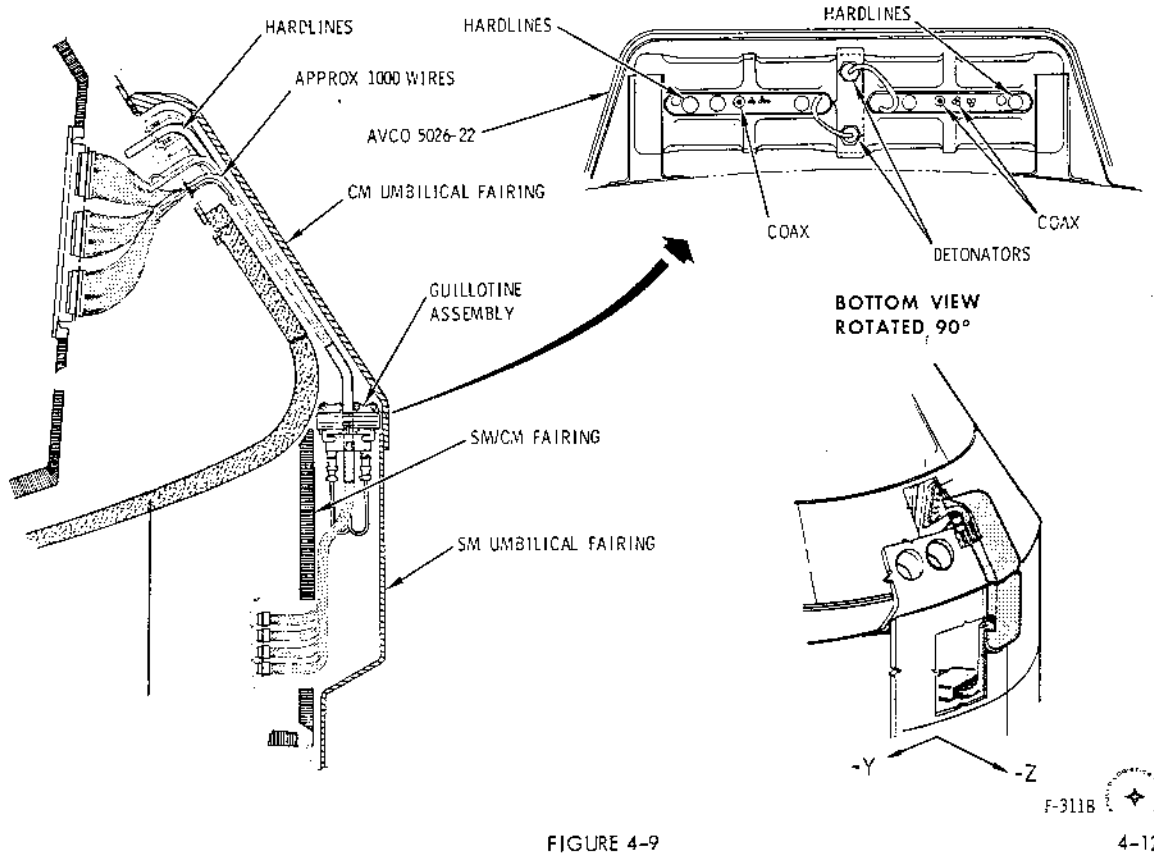 HARDLINES
APPROX 1000 WIRES
AVCO 5026-22
CM UMBILICAL FAIRING
GUILLOTINE
ASSEMBLY
SM/CM FAIRING
SM UMBILICAL FAIRING
HARDLINES
HARDLINES
COAX
COAX
DETONATORS
BOTTOM VIEW
ROTATED 90°
-Y
-Z
F-311B
FIGURE 4-9
4-12